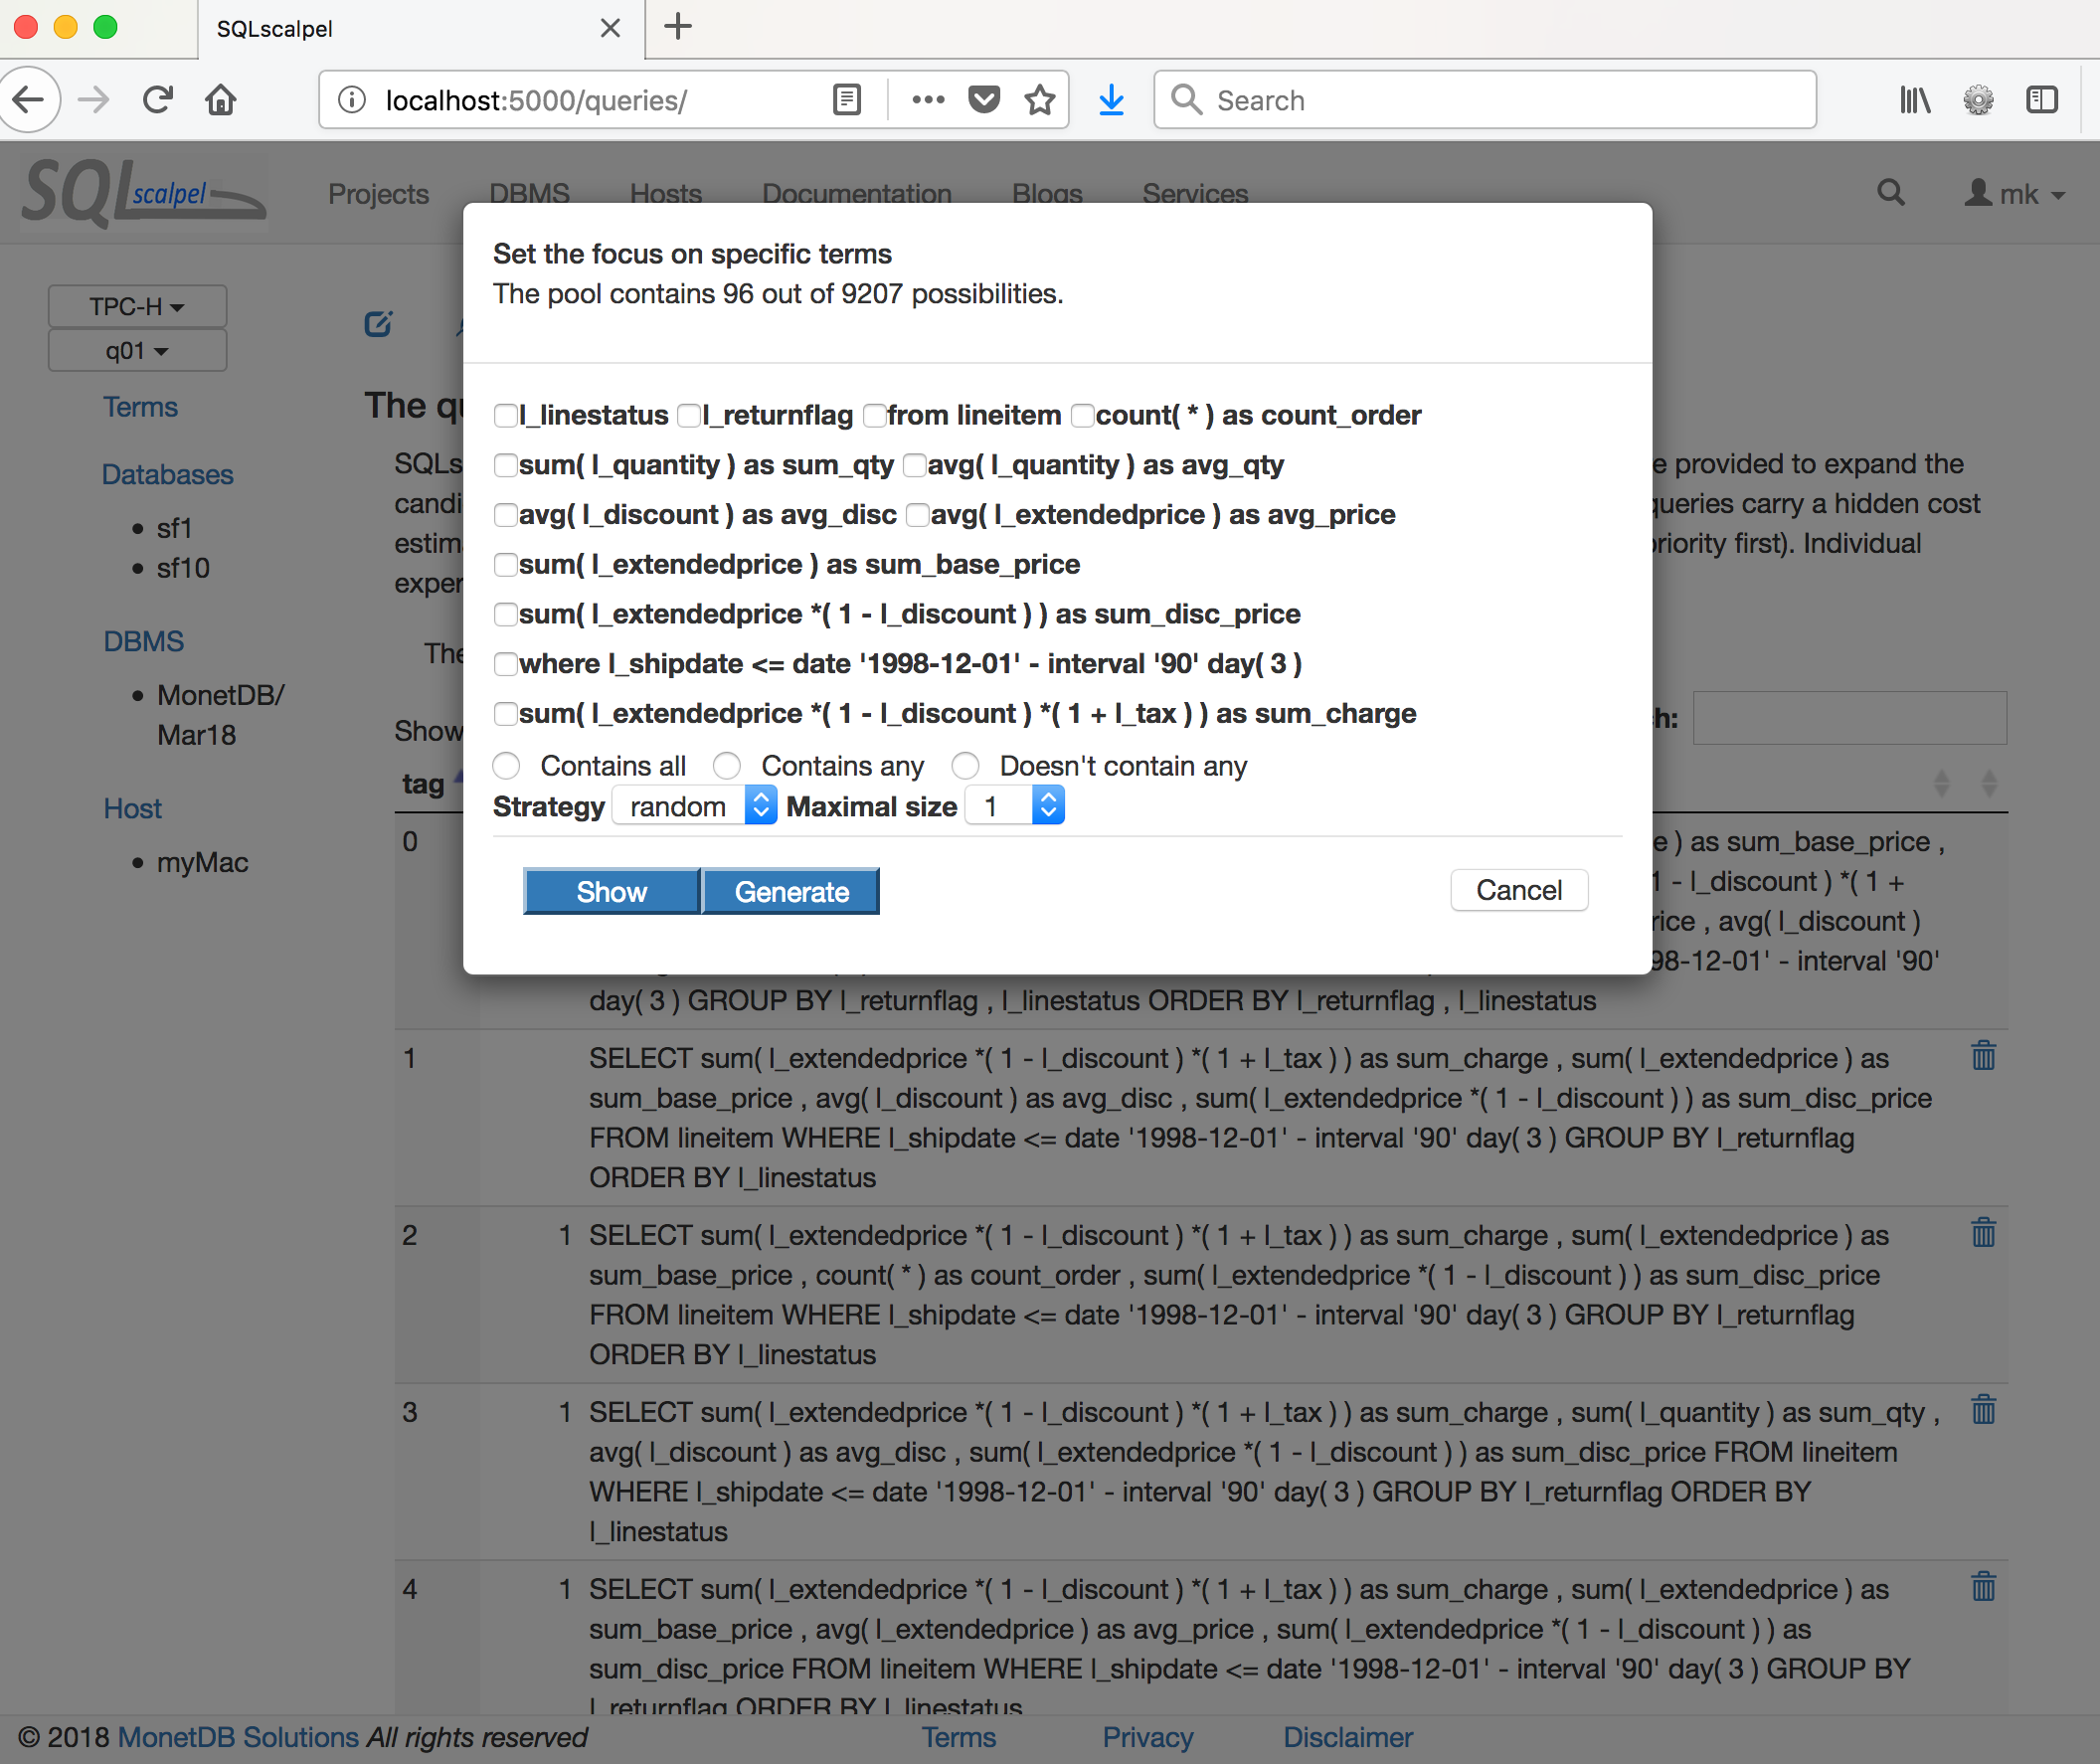 SQLscalpel
localhost:5000/queries/
Search
SQLscalpel
Projects DBMS Hosts Documentation Blogs Services
mk
TPC-H
q01
Terms
Databases
sf1
sf10
DBMS
MonetDB/
Mar18
Host
myMac
The
SQLs
e provided to expand the
candi
queries carry a hidden cost
estim
priority first). Individual
exper
The
Show
h:
tag
Set the focus on specific terms
The pool contains 96 out of 9207 possibilities.
l_linestatus l_returnflag from lineitem count( * ) as count_order
sum( l_quantity ) as sum_qty avg( l_quantity ) as avg_qty
avg( l_discount ) as avg_disc avg( l_extendedprice ) as avg_price
sum( l_extendedprice ) as sum_base_price
sum( l_extendedprice *( 1 - l_discount ) ) as sum_disc_price
where l_shipdate <= date '1998-12-01' - interval '90' day( 3 )
sum( l_extendedprice *( 1 - l_discount ) *( 1 + l_tax ) ) as sum_charge
Contains all Contains any Doesn't contain any
Strategy random Maximal size 1
Show Generate Cancel
0
e ) as sum_base_price ,
1 - l_discount ) *( 1 +
rice , avg( l_discount )
98-12-01' - interval '90'
day( 3 ) GROUP BY l_returnflag , l_linestatus ORDER BY l_returnflag , l_linestatus
1 SELECT sum( l_extendedprice *( 1 - l_discount ) *( 1 + l_tax ) ) as sum_charge , sum( l_extendedprice ) as
sum_base_price , avg( l_discount ) as avg_disc , sum( l_extendedprice *( 1 - l_discount ) ) as sum_disc_price
FROM lineitem WHERE l_shipdate <= date '1998-12-01' - interval '90' day( 3 ) GROUP BY l_returnflag
ORDER BY l_linestatus
2 1 SELECT sum( l_extendedprice *( 1 - l_discount ) *( 1 + l_tax ) ) as sum_charge , sum( l_extendedprice ) as
sum_base_price , count( * ) as count_order , sum( l_extendedprice *( 1 - l_discount ) ) as sum_disc_price
FROM lineitem WHERE l_shipdate <= date '1998-12-01' - interval '90' day( 3 ) GROUP BY l_returnflag
ORDER BY l_linestatus
3 1 SELECT sum( l_extendedprice *( 1 - l_discount ) *( 1 + l_tax ) ) as sum_charge , sum( l_quantity ) as sum_qty ,
avg( l_discount ) as avg_disc , sum( l_extendedprice *( 1 - l_discount ) ) as sum_disc_price FROM lineitem
WHERE l_shipdate <= date '1998-12-01' - interval '90' day( 3 ) GROUP BY l_returnflag ORDER BY
l_linestatus
4 1 SELECT sum( l_extendedprice *( 1 - l_discount ) *( 1 + l_tax ) ) as sum_charge , sum( l_extendedprice ) as
sum_base_price , avg( l_extendedprice ) as avg_price , sum( l_extendedprice *( 1 - l_discount ) ) as
sum_disc_price FROM lineitem WHERE l_shipdate <= date '1998-12-01' - interval '90' day( 3 ) GROUP BY
l_returnflag ORDER BY l_linestatus
© 2018 MonetDB Solutions All rights reserved Terms Privacy Disclaimer